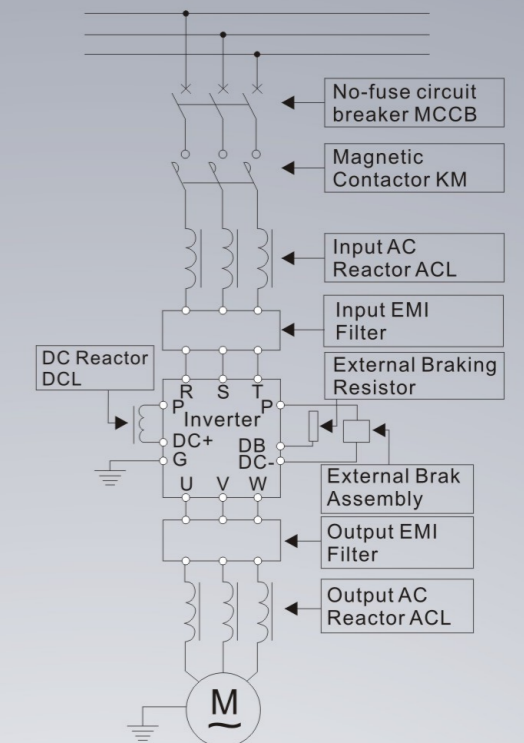 No-fuse circuit
breaker MCCB
Magnetic
Contactor KM
Input AC
Reactor ACL
Input EMI
Filter
DC Reactor
DCL
External Braking
Resistor
R S T
P Inverter P
DC+ DB
G DC-
U V W
External Brak
Assembly
Output EMI
Filter
Output AC
Reactor ACL
M
~